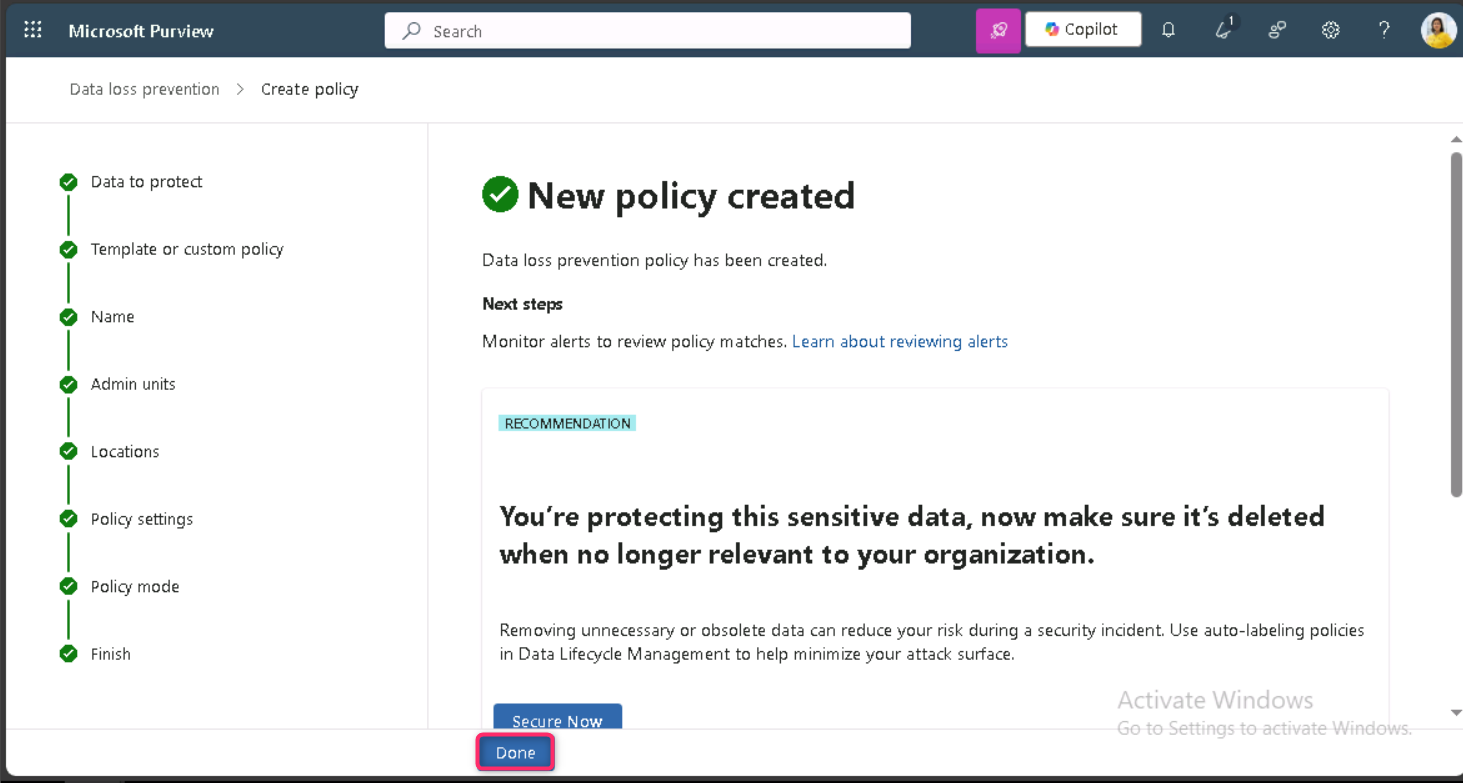 Microsoft Purview
Search
Copilot
1
?
Data loss prevention > Create policy
Data to protect
Template or custom policy
Name
Admin units
Locations
Policy settings
Policy mode
Finish
New policy created
Data loss prevention policy has been created.
Next steps
Monitor alerts to review policy matches. Learn about reviewing alerts
RECOMMENDATION
You’re protecting this sensitive data, now make sure it’s deleted
when no longer relevant to your organization.
Removing unnecessary or obsolete data can reduce your risk during a security incident. Use auto-labeling policies
in Data Lifecycle Management to help minimize your attack surface.
Secure Now
Done
Activate Windows
Go to Settings to activate Windows.